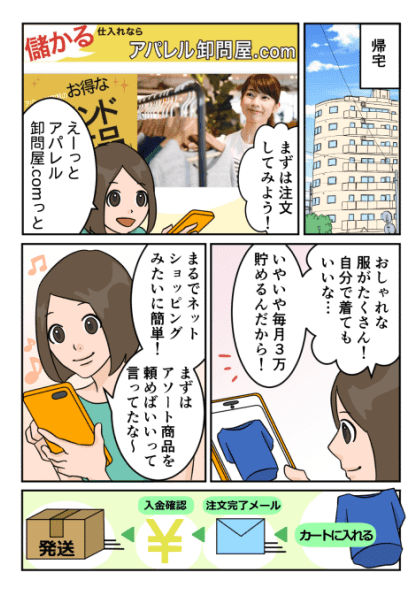 帰宅
儲かる
仕入れなら
アパレル卸問屋.com
お得な
まずは注文
してみよう！
えーっと
アパレル
卸問屋.comっと
おしゃれな
服がたくさん！
自分で着ても
いいな…
いやいや毎月３万
貯めるんだから！
まるでネット
ショッピング
みたいに簡単！
まずは
アソート商品を
頼めばいいって
言ってたな～
カートに入れる
注文完了メール
入金確認
¥
発送